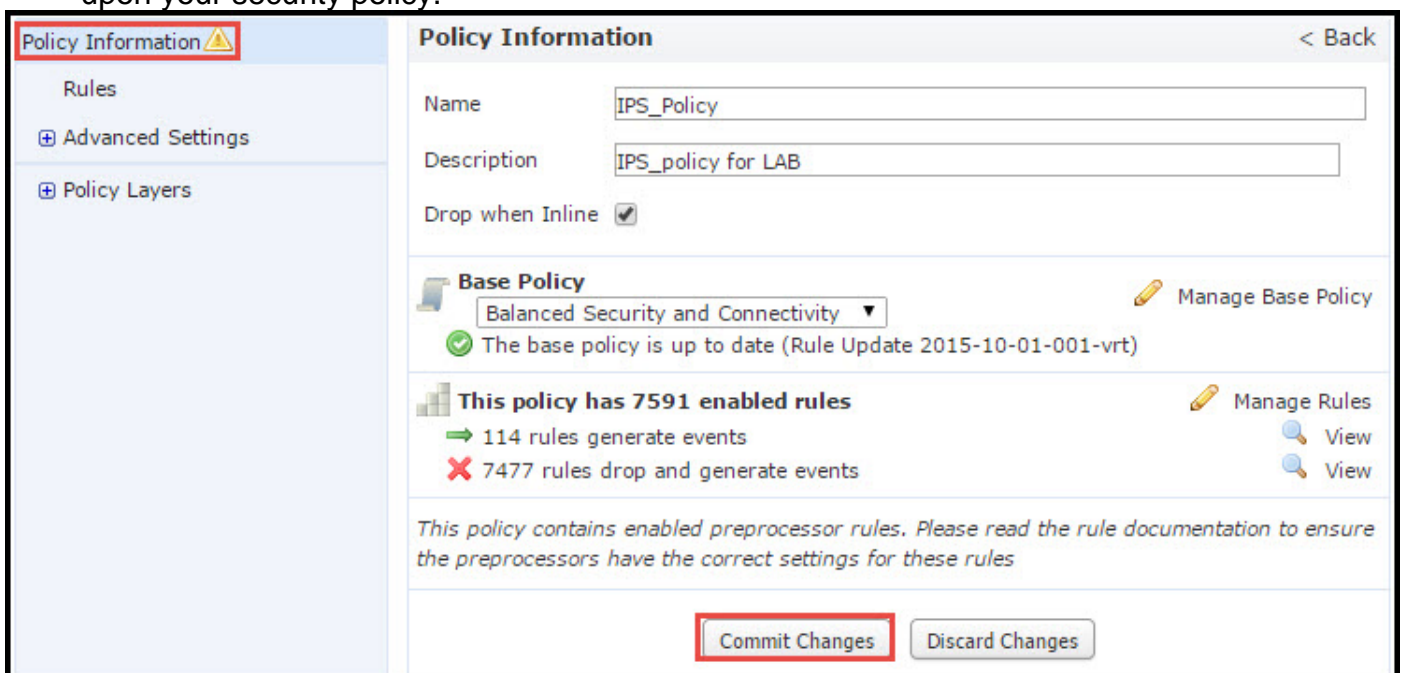 upon your security policy.
Policy Information
Rules
Advanced Settings
Policy Layers
Policy Information
< Back
Name
IPS_Policy
Description
IPS_policy for LAB
Drop when Inline
Base Policy
Manage Base Policy
Balanced Security and Connectivity
The base policy is up to date (Rule Update 2015-10-01-001-vrt)
This policy has 7591 enabled rules
Manage Rules
114 rules generate events
View
7477 rules drop and generate events
View
This policy contains enabled preprocessor rules. Please read the rule documentation to ensure
the preprocessors have the correct settings for these rules
Commit Changes
Discard Changes